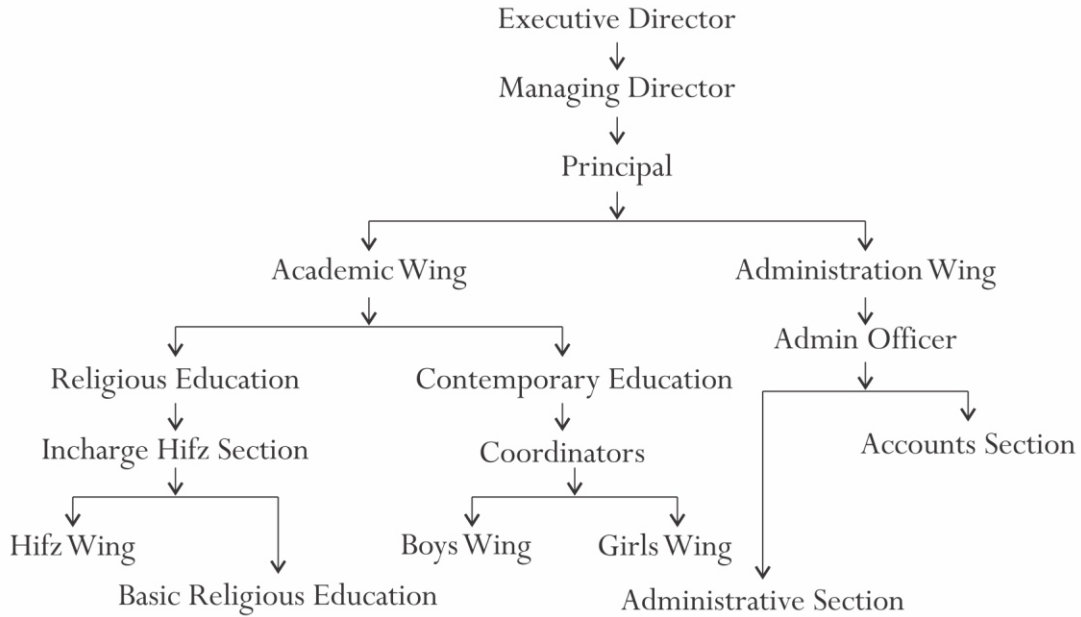 Executive Director
Managing Director
Principal
Academic Wing
Administration Wing
Admin Officer
Religious Education
Contemporary Education
Accounts Section
Incharge Hifz Section
Coordinators
Hifz Wing
Boys Wing
Girls Wing
Basic Religious Education
Administrative Section